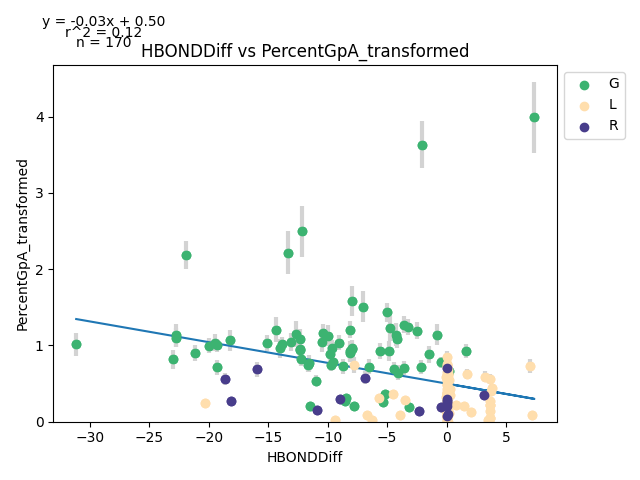 y = -0.03x + 0.50
r^2 = 0.12
n = 170
HBONDDiff vs PercentGpA_transformed
G
L
R
PercentGpA_transformed
4
3
2
1
0
−30
−25
−20
−15
−10
−5
0
5
HBONDDiff